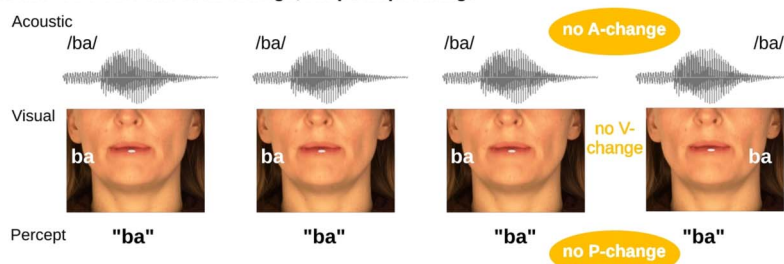 Acoustic
/ba/ /ba/ /ba/ no A-change /ba/
Visual
ba ba ba no V-
change ba
Percept "ba" "ba" "ba" "ba"
no P-change